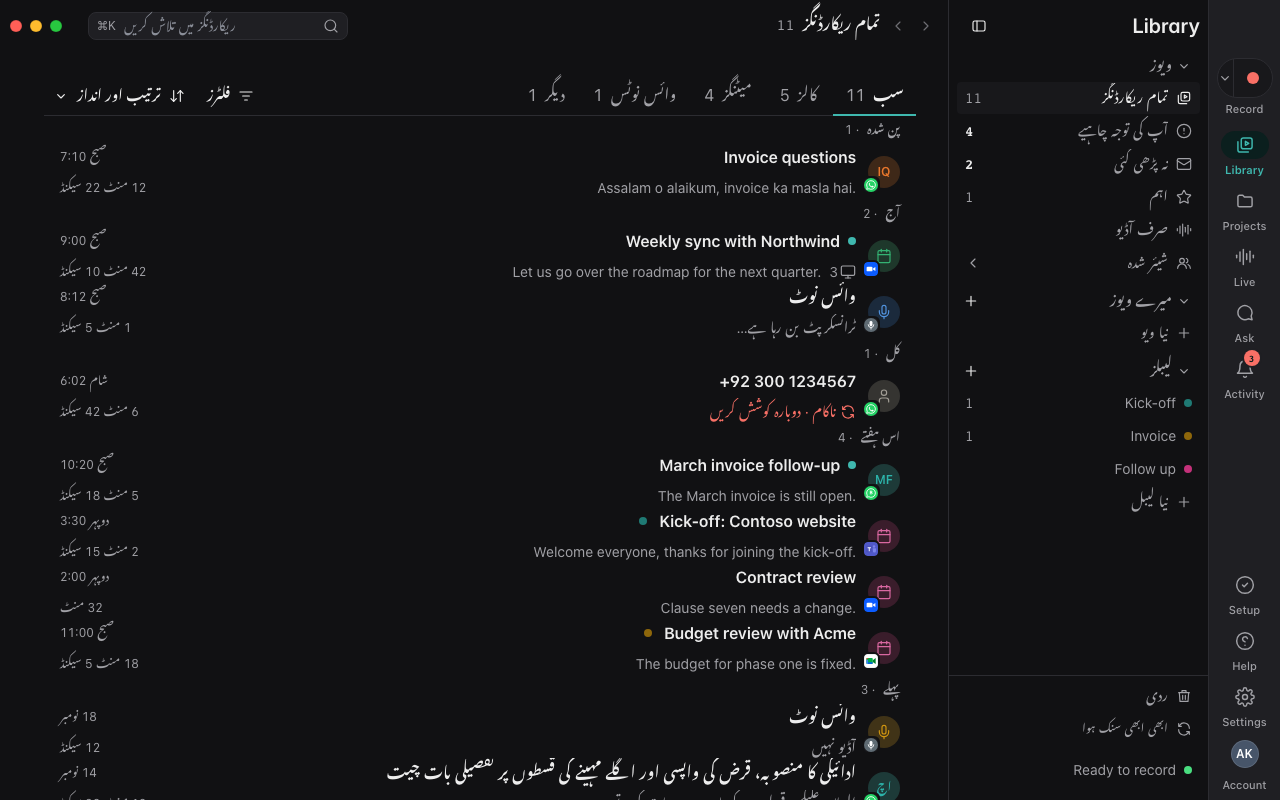 Library
ویوز
تمام ریکارڈنگز 11
آپ کی توجہ چاہیے 4
نہ پڑھی گئی 2
اہم 1
صرف آڈیو
شیئر شدہ
میرے ویوز
نیا ویو
لیبلز
Kick-off 1
Invoice 1
Follow up
نیا لیبل
ردی
ابھی ابھی سنک ہوا
Ready to record
Record
Library
Projects
Live
Ask
3
Activity
Setup
Help
Settings
AK
Account
تمام ریکارڈنگز 11
ریکارڈنگز میں تلاش کریں ⌘K
سب 11 کالز 5 میٹنگز 4 وائس نوٹس 1 دیگر 1
فلٹرز ترتیب اور انداز
پن شدہ · 1
IQ Invoice questions صبح 7:10
Assalam o alaikum, invoice ka masla hai. 12 منٹ 22 سیکنڈ
آج · 2
Weekly sync with Northwind صبح 9:00
3 Let us go over the roadmap for the next quarter. 42 منٹ 10 سیکنڈ
وائس نوٹ صبح 8:12
ٹرانسکرپٹ بن رہا ہے... 1 منٹ 5 سیکنڈ
کل · 1
+92 300 1234567 شام 6:02
ناکام · دوبارہ کوشش کریں 6 منٹ 42 سیکنڈ
اس ہفتے · 4
MF March invoice follow-up صبح 10:20
The March invoice is still open. 5 منٹ 18 سیکنڈ
Kick-off: Contoso website دوپہر 3:30
Welcome everyone, thanks for joining the kick-off. 2 منٹ 15 سیکنڈ
Contract review دوپہر 2:00
Clause seven needs a change. 32 منٹ
Budget review with Acme صبح 11:00
The budget for phase one is fixed. 18 منٹ 5 سیکنڈ
پہلے · 3
وائس نوٹ 18 نومبر
آڈیو نہیں 12 سیکنڈ
اچ ادائیگی کا منصوبہ، قرض کی واپسی اور اگلے مہینے کی قسطوں پر تفصیلی بات چیت 14 نومبر